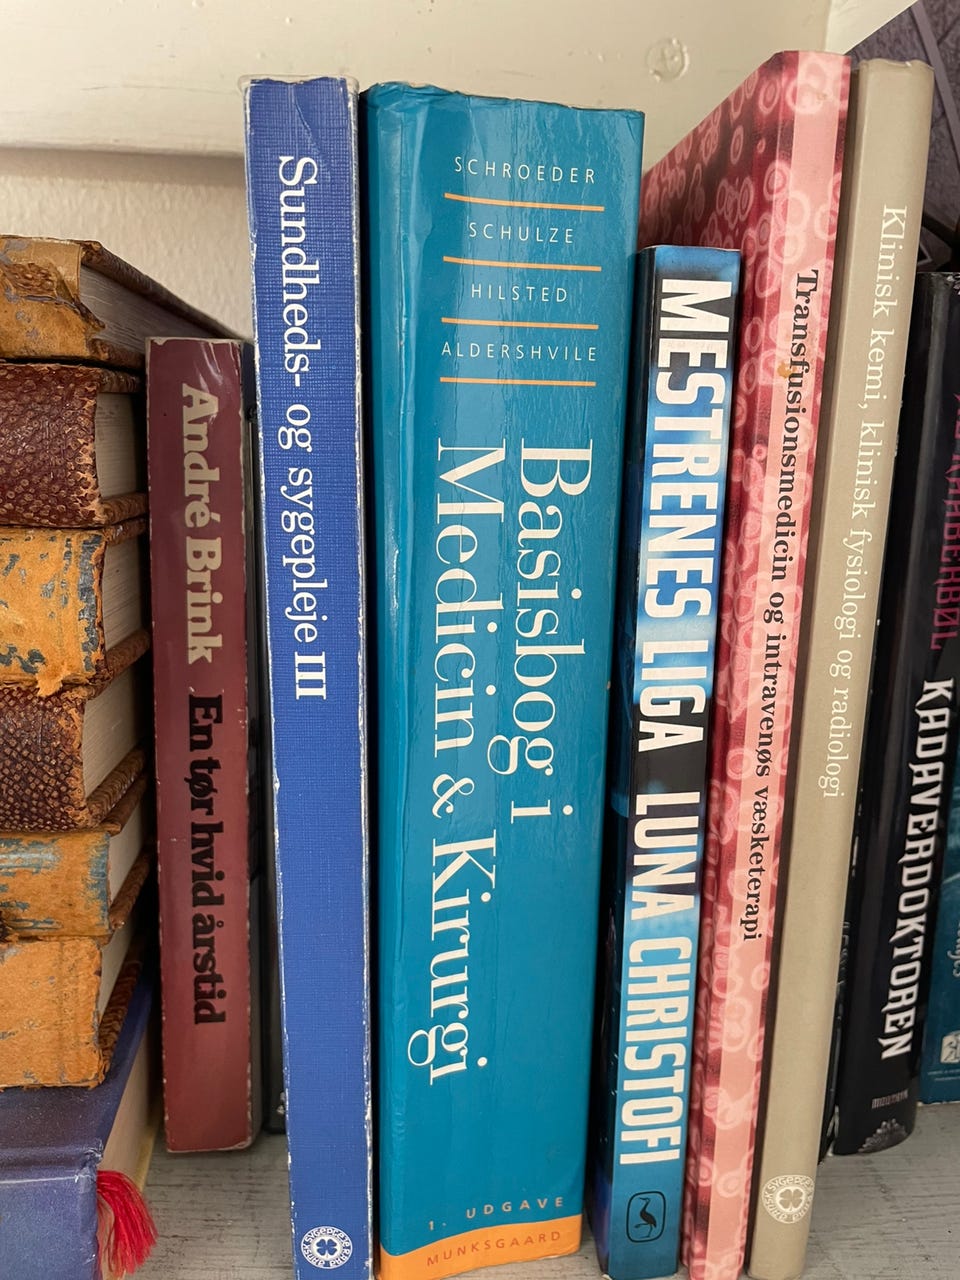 André Brink En tør hvid årstid
Sundheds- og sygepleje III
SCHROEDER
SCHULZE
HILSTED
ALDERSHVILE
Basisbog i
Medicin & Kirurgi
1. UDGAVE
MUNKSGAARD
MESTRENES LIGA LUNA CHRISTOFI
Transfusionsmedicin og intravenøs væsketerapi
Klinisk kemi, klinisk fysiologi og radiologi
KADAVERDOKTOREN